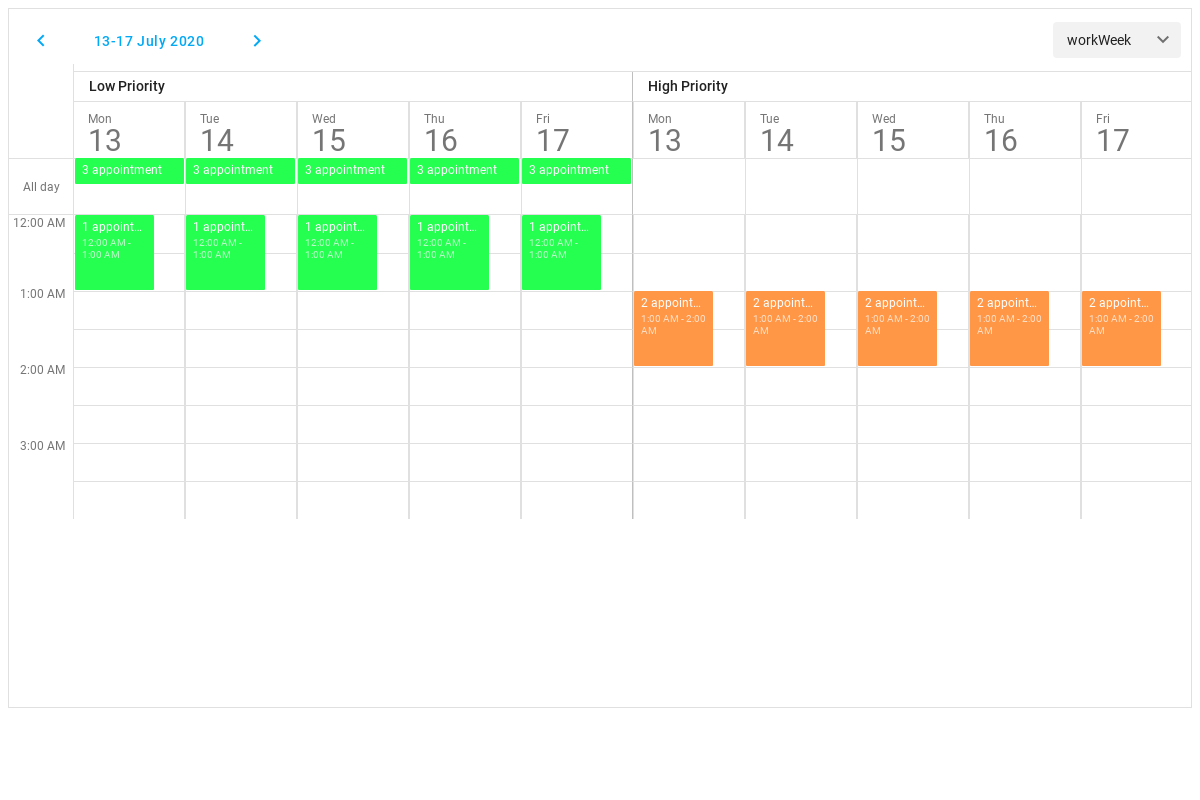 13-17 July 2020
workWeek
Low Priority
High Priority
Mon Tue Wed Thu Fri Mon Tue Wed Thu Fri
13 14 15 16 17 13 14 15 16 17
3 appointment 3 appointment 3 appointment 3 appointment 3 appointment
All day
12:00 AM
1 appoint... 1 appoint... 1 appoint... 1 appoint... 1 appoint...
12:00 AM - 12:00 AM - 12:00 AM - 12:00 AM - 12:00 AM -
1:00 AM 1:00 AM 1:00 AM 1:00 AM 1:00 AM
1:00 AM
2 appoint... 2 appoint... 2 appoint... 2 appoint... 2 appoint...
1:00 AM - 2:00 1:00 AM - 2:00 1:00 AM - 2:00 1:00 AM - 2:00 1:00 AM - 2:00
AM AM AM AM AM
2:00 AM
3:00 AM